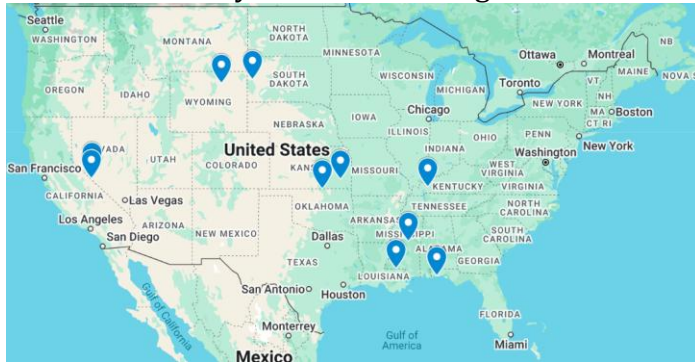 Seattle
WASHINGTON
MONTANA
NORTH
DAKOTA
MINNESOTA
Ottawa
Montreal
NB
MAINE
NOVA S
OREGON
IDAHO
WYOMING
SOUTH
DAKOTA
WISCONSIN
MICHIGAN
Toronto
VT
NH
NEW YORK
MA
Boston
CT RI
Chicago
IOWA
NEBRASKA
ILLINOIS
INDIANA
OHIO
PENN
New York
VADA
UTAH
COLORADO
United States
KAN
MISSOURI
WEST
VIRGINIA
Washington
San Francisco
CALIFORNIA
Las Vegas
KENTUCKY
VIRGINIA
OKLAHOMA
TENNESSEE
NORTH
CAROLINA
Los Angeles
ARIZONA
NEW MEXICO
ARKANSAS
MISSISSIPPI
ALABAMA
SOUTH
CAROLINA
San Diego
Dallas
GEORGIA
TEXAS
LOUISIANA
San Antonio
Houston
Gulf of
California
FLORIDA
Monterrey
Gulf of
America
Miami
Mexico